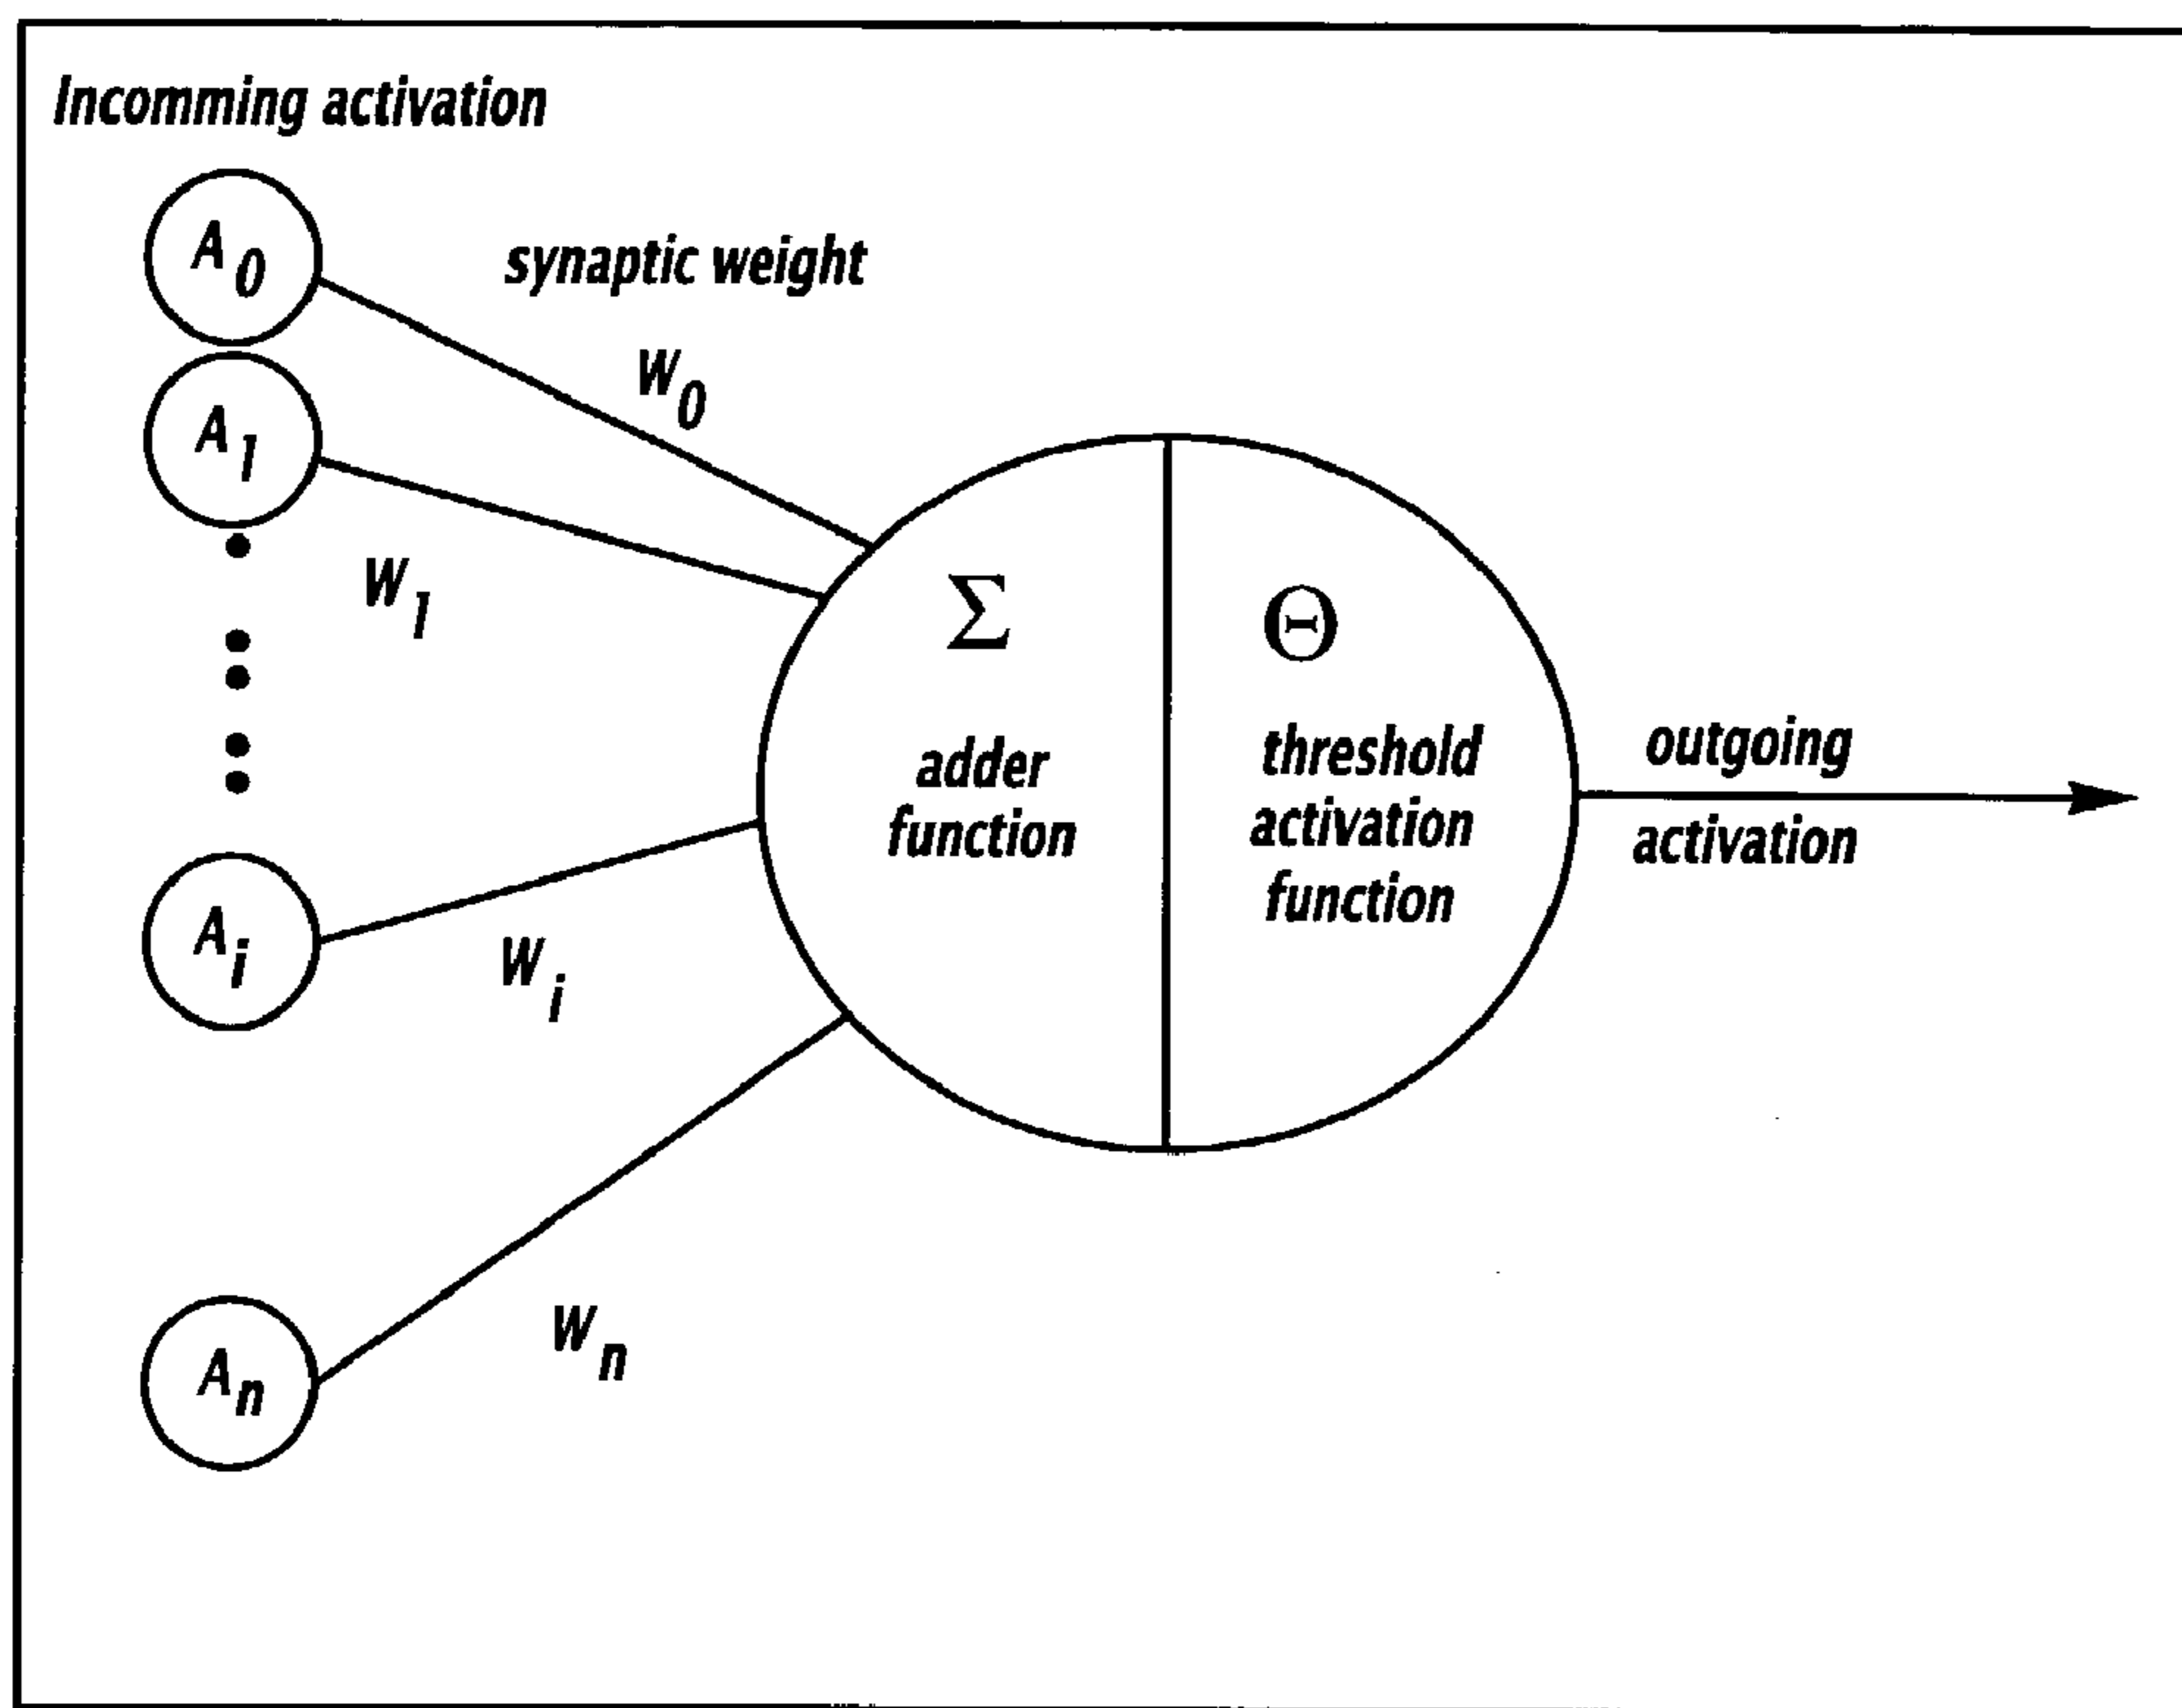 Incomming activation
A0
synaptic weight
W0
A1
W1
Σ
Θ
adder
function
threshold
activation
function
outgoing
activation
Ai
Wi
An
Wn